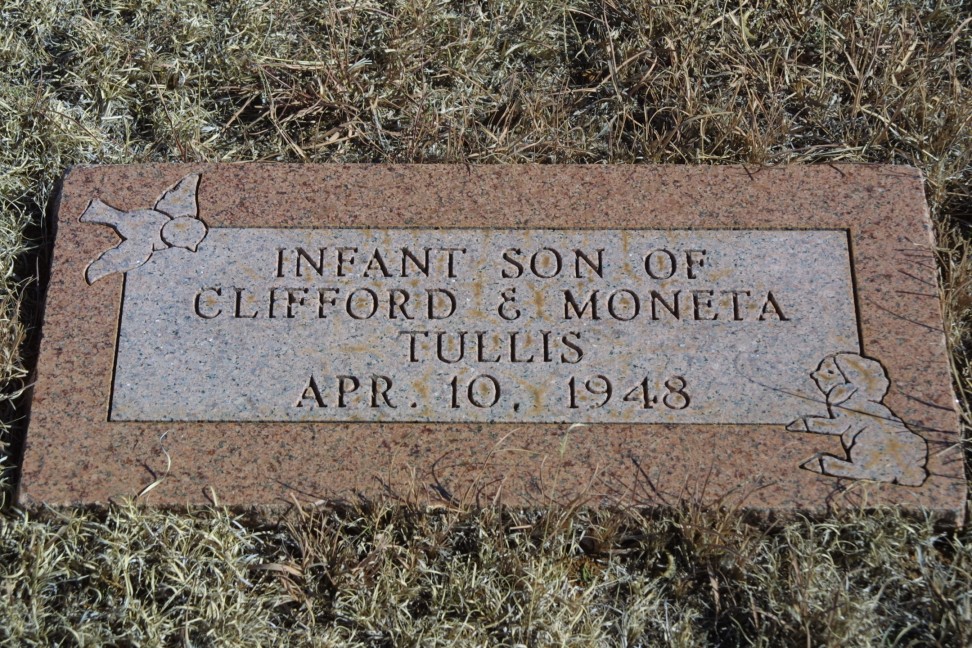 INFANT SON OF
CLIFFORD & MONETA
TULLIS
APR. 10, 1948